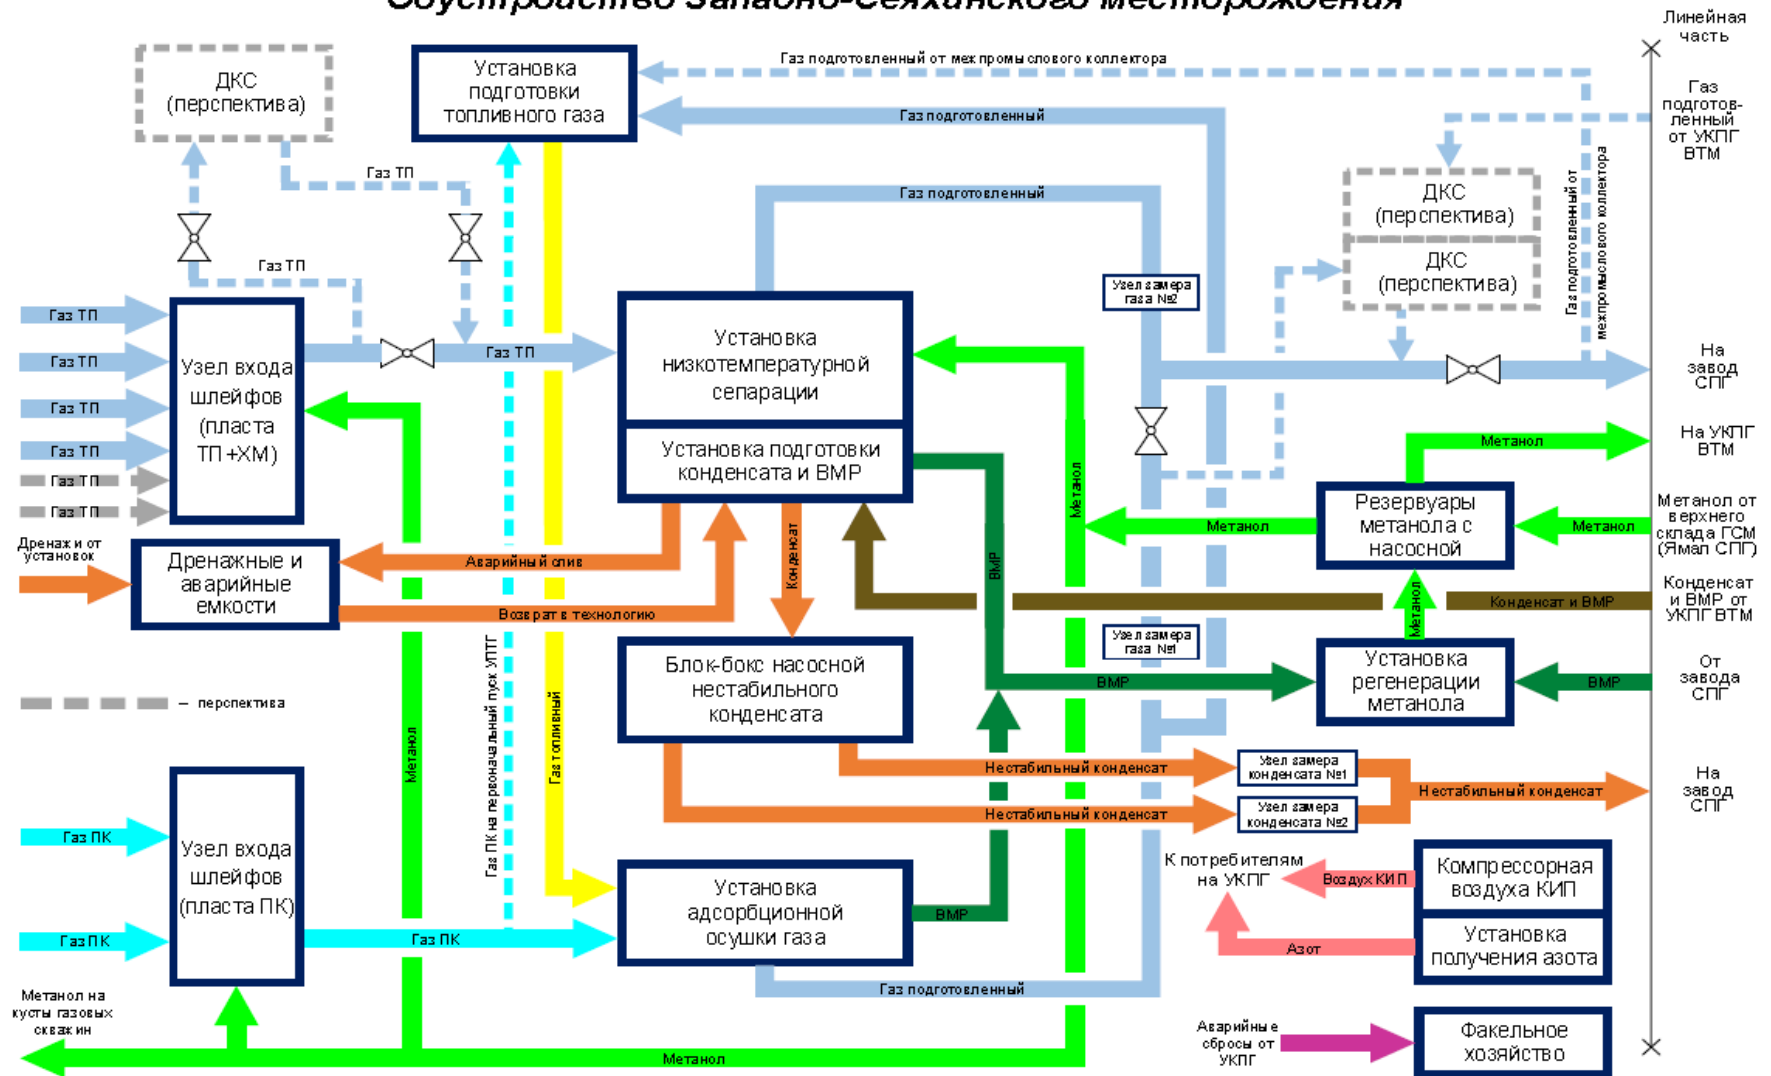 Обустройство Западно-Сеяхинского месторождения
Линейная
часть
ДКС
(перспектива)
Установка
подготовки
топливного газа
Газ подготовленный от межпромыслового коллектора
Газ подготовленный
Газ
подготов-
ленный
от УКПГ
ВТМ
Газ ТП
Газ подготовленный
ДКС
(перспектива)
ДКС
(перспектива)
Газ подготовленный от
межпромыслового коллектора
Газ ТП
Узел замера
газа №2
Газ ТП
Газ ТП
Газ ТП
Газ ТП
Газ ТП
Газ ТП
Узел входа
шлейфов
(пласта
ТП+ХМ)
Газ ТП
Установка
низкотемпературной
сепарации
Установка подготовки
конденсата и ВМР
На
завод
СПГ
Метанол
На УКПГ
ВТМ
Метанол
Резервуары
метанола с
насосной
Метанол
Метанол
Метанол от
верхнего
склада ГСМ
(Ямал СПГ)
Дренажи от
установок
Дренажные и
аварийные
емкости
Аварийный слив
Возврат в технологию
Конденсат
ВМР
Конденсат и ВМР
Конденсат
и ВМР от
УКПГ ВТМ
Метанол
Узел замера
газа №1
Блок-бокс насосной
нестабильного
конденсата
ВМР
Установка
регенерации
метанола
ВМР
От
завода
СПГ
– перспектива
Метанол
Газ ПК на первоначальный пуск УПТГ
Газ топливный
Нестабильный конденсат
Нестабильный конденсат
Узел замера
конденсата №1
Узел замера
конденсата №2
Нестабильный конденсат
На
завод
СПГ
Газ ПК
Газ ПК
Узел входа
шлейфов
(пласта ПК)
Газ ПК
Установка
адсорбционной
осушки газа
ВМР
Газ подготовленный
К потребителям
на УКПГ
Воздух КИП
Азот
Компрессорная
воздуха КИП
Установка
получения азота
Метанол на
кусты газовых
скважин
Метанол
Аварийные
сбросы от
УКПГ
Факельное
хозяйство